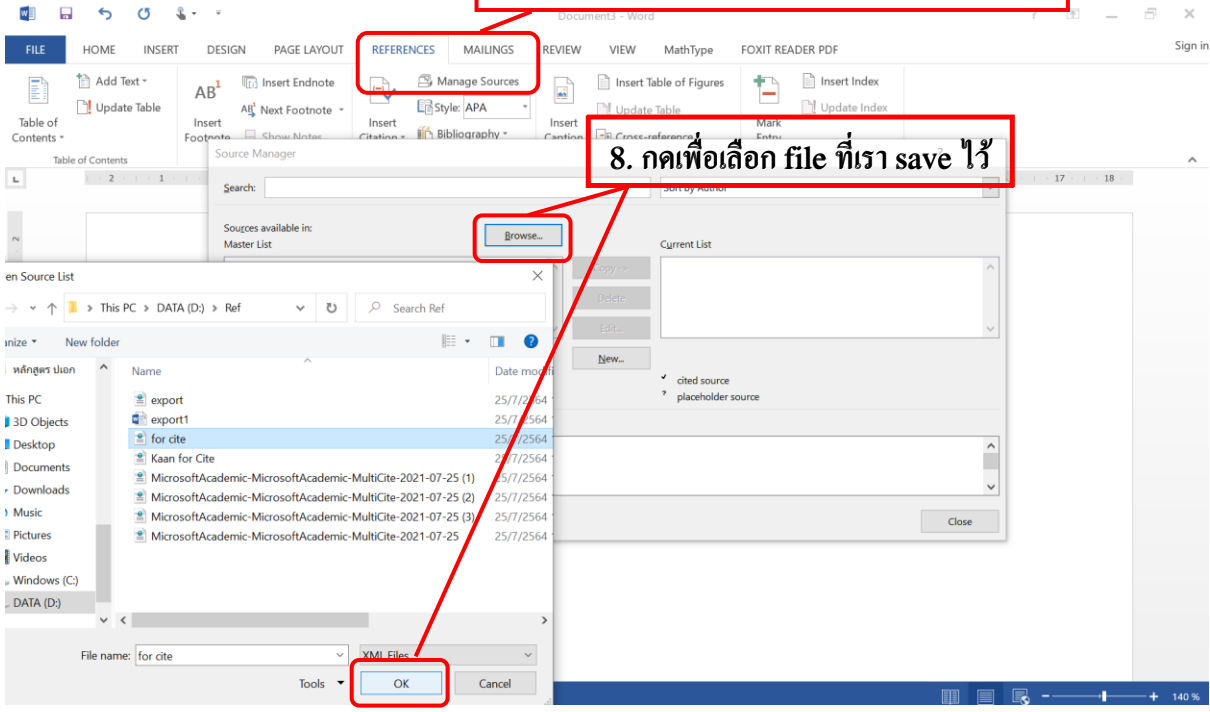 Document3 - Word
FILE HOME INSERT DESIGN PAGE LAYOUT REFERENCES MAILINGS REVIEW VIEW MathType FOXIT READER PDF Sign in
Add Text
Update Table
Table of
Contents
Table of Contents
AB1
Insert
Footnote
Insert Endnote
Next Footnote
Show Notes
Insert
Citation
Manage Sources
Style: APA
Bibliography
Insert
Caption
Insert Table of Figures
Update Table
Cross-reference
Mark
Entry
Insert Index
Update Index
8. กดเพื่อเลือก file ที่เรา save ไว้
2 1 17 18
Source Manager
Search:
Sort by Author
Sources available in:
Master List
Browse...
Current List
Copy ->
Delete
Edit...
New...
cited source
placeholder source
Close
en Source List
This PC > DATA (D:) > Ref
Search Ref
anize New folder
Name Date modifi
หลักสูตร ปเอก
This PC
3D Objects
Desktop
Documents
Downloads
Music
Pictures
Videos
Windows (C:)
DATA (D:)
export 25/7/2564
export1 25/7/2564
for cite 25/7/2564
Kaan for Cite 25/7/2564
MicrosoftAcademic-MicrosoftAcademic-MultiCite-2021-07-25 (1) 25/7/2564
MicrosoftAcademic-MicrosoftAcademic-MultiCite-2021-07-25 (2) 25/7/2564
MicrosoftAcademic-MicrosoftAcademic-MultiCite-2021-07-25 (3) 25/7/2564
MicrosoftAcademic-MicrosoftAcademic-MultiCite-2021-07-25 25/7/2564
File name: for cite
XML Files
Tools OK Cancel
140 %